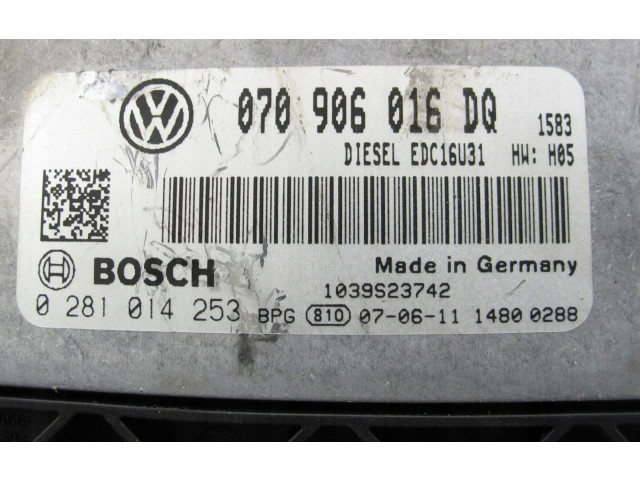 070 906 016 DQ 1583
DIESEL EDC16U31 HW: H05
BOSCH Made in Germany
1039S23742
0 281 014 253 BPG 810 07-06-11 1480 0288